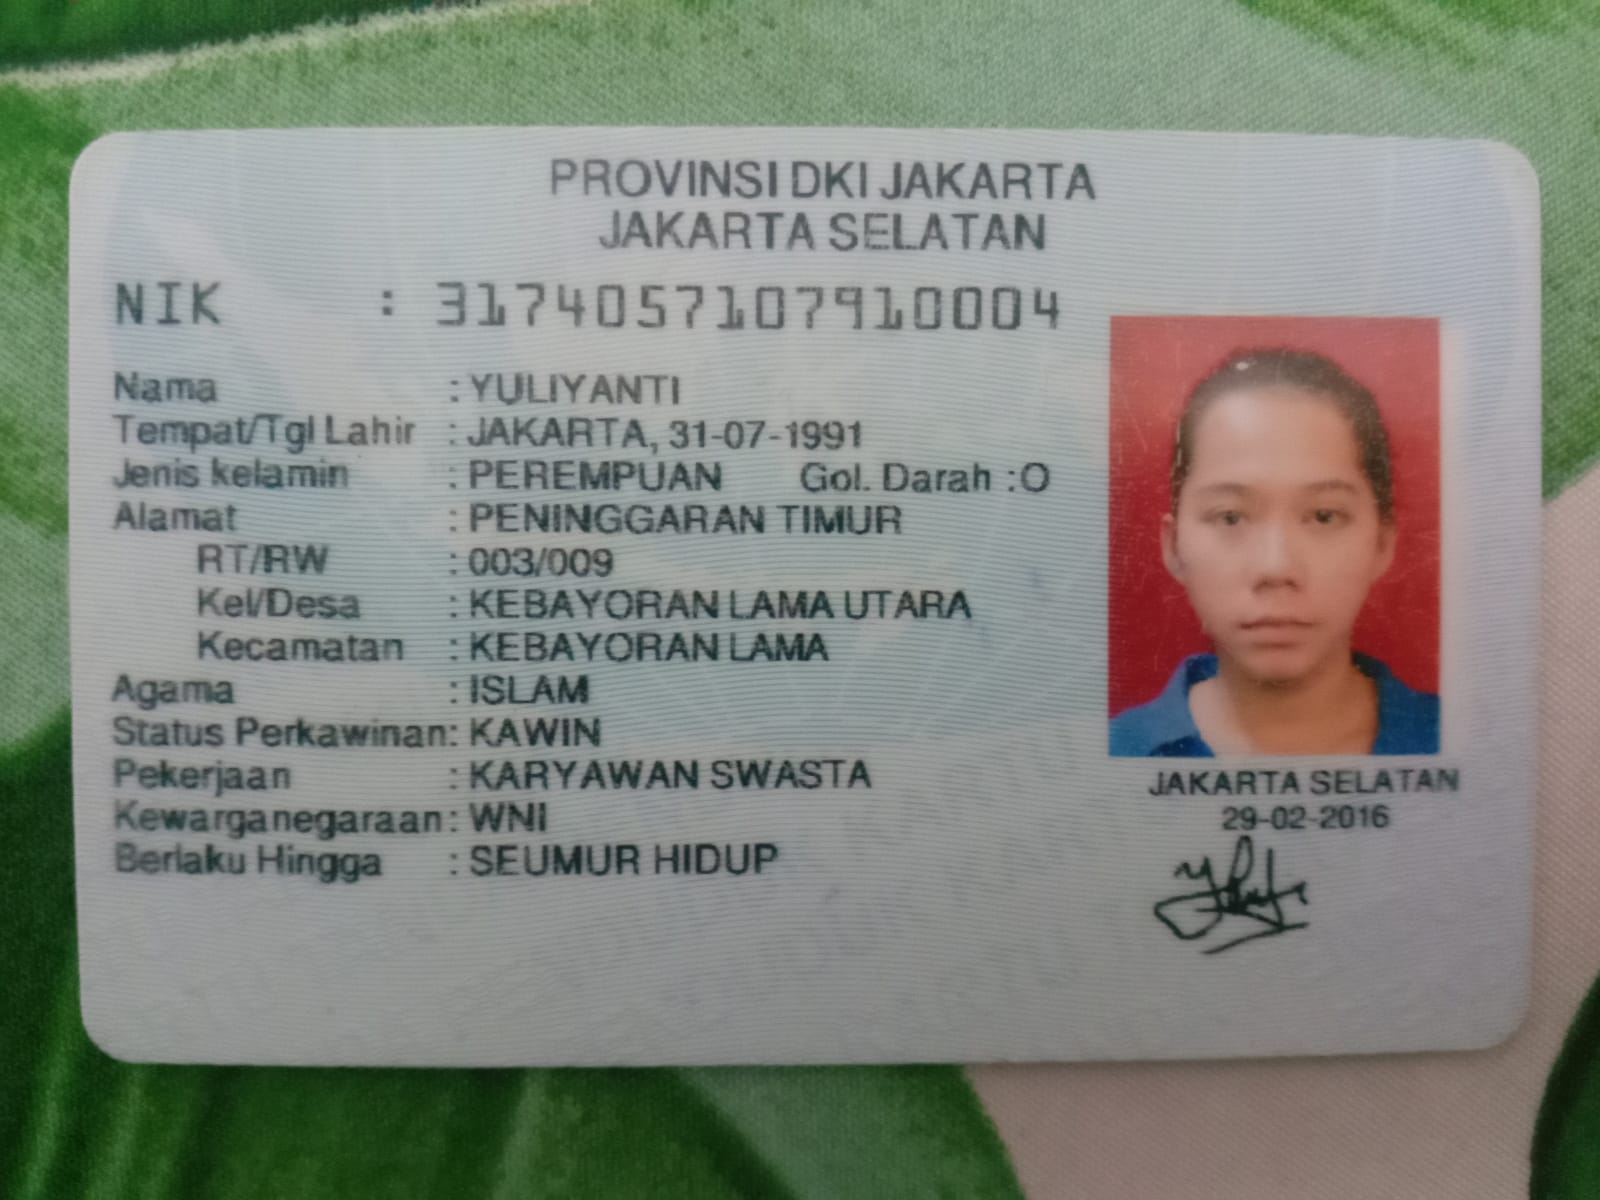 PROVINSI DKI JAKARTA
JAKARTA SELATAN
NIK : 3174057107910004
Nama : YULIYANTI
Tempat/Tgl Lahir : JAKARTA, 31-07-1991
Jenis kelamin : PEREMPUAN Gol. Darah :O
Alamat : PENINGGARAN TIMUR
RT/RW : 003/009
Kel/Desa : KEBAYORAN LAMA UTARA
Kecamatan : KEBAYORAN LAMA
Agama : ISLAM
Status Perkawinan: KAWIN
Pekerjaan : KARYAWAN SWASTA
Kewarganegaraan: WNI
Berlaku Hingga : SEUMUR HIDUP
JAKARTA SELATAN
29-02-2016